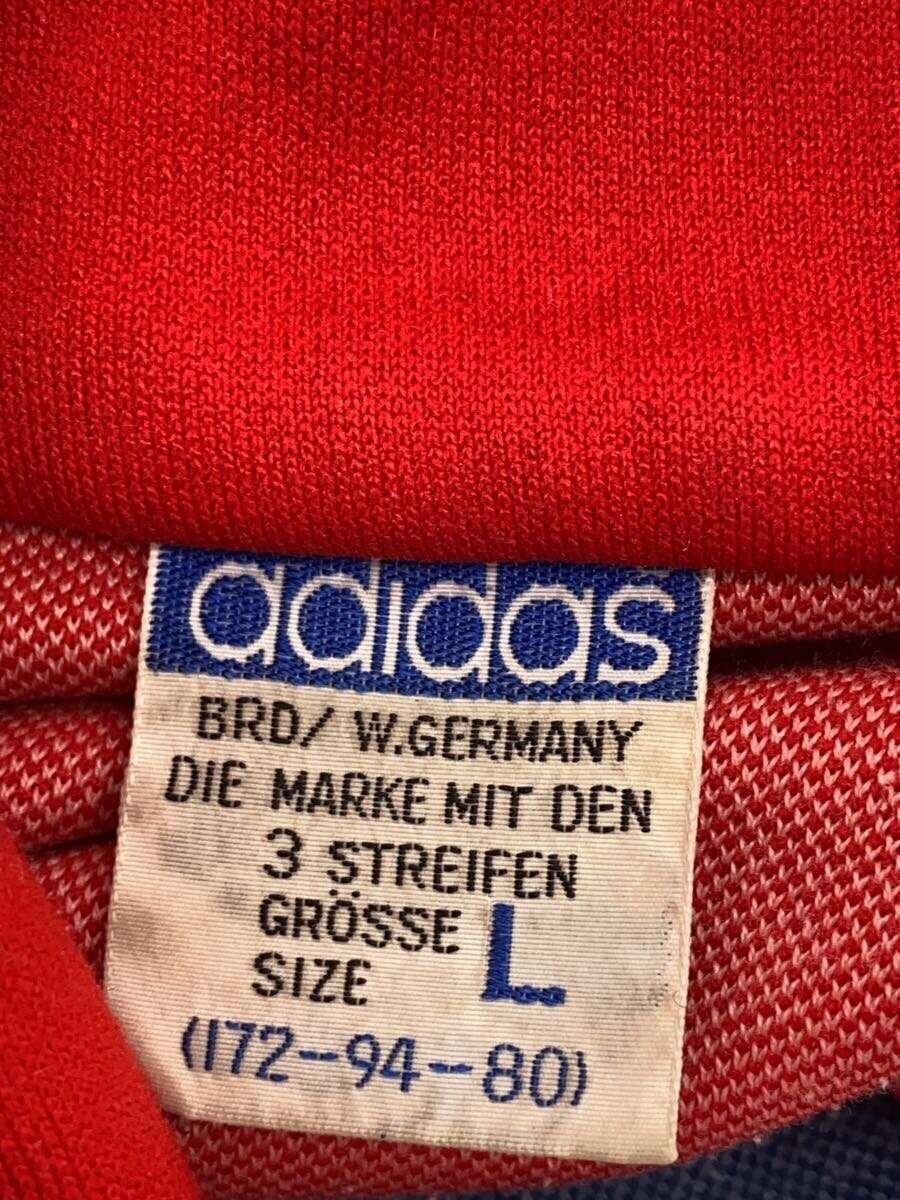 adidas
BRD/ W.GERMANY
DIE MARKE MIT DEN
3 STREIFEN
GRÖSSE L
SIZE
(172--94--80)